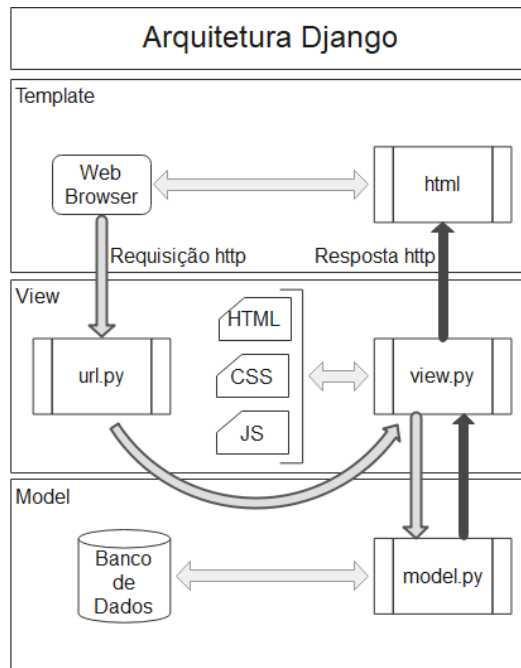 Arquitetura Django
Template
Web
Browser
html
Requisição http
Resposta http
View
HTML
url.py
CSS
view.py
JS
Model
Banco
de
Dados
model.py